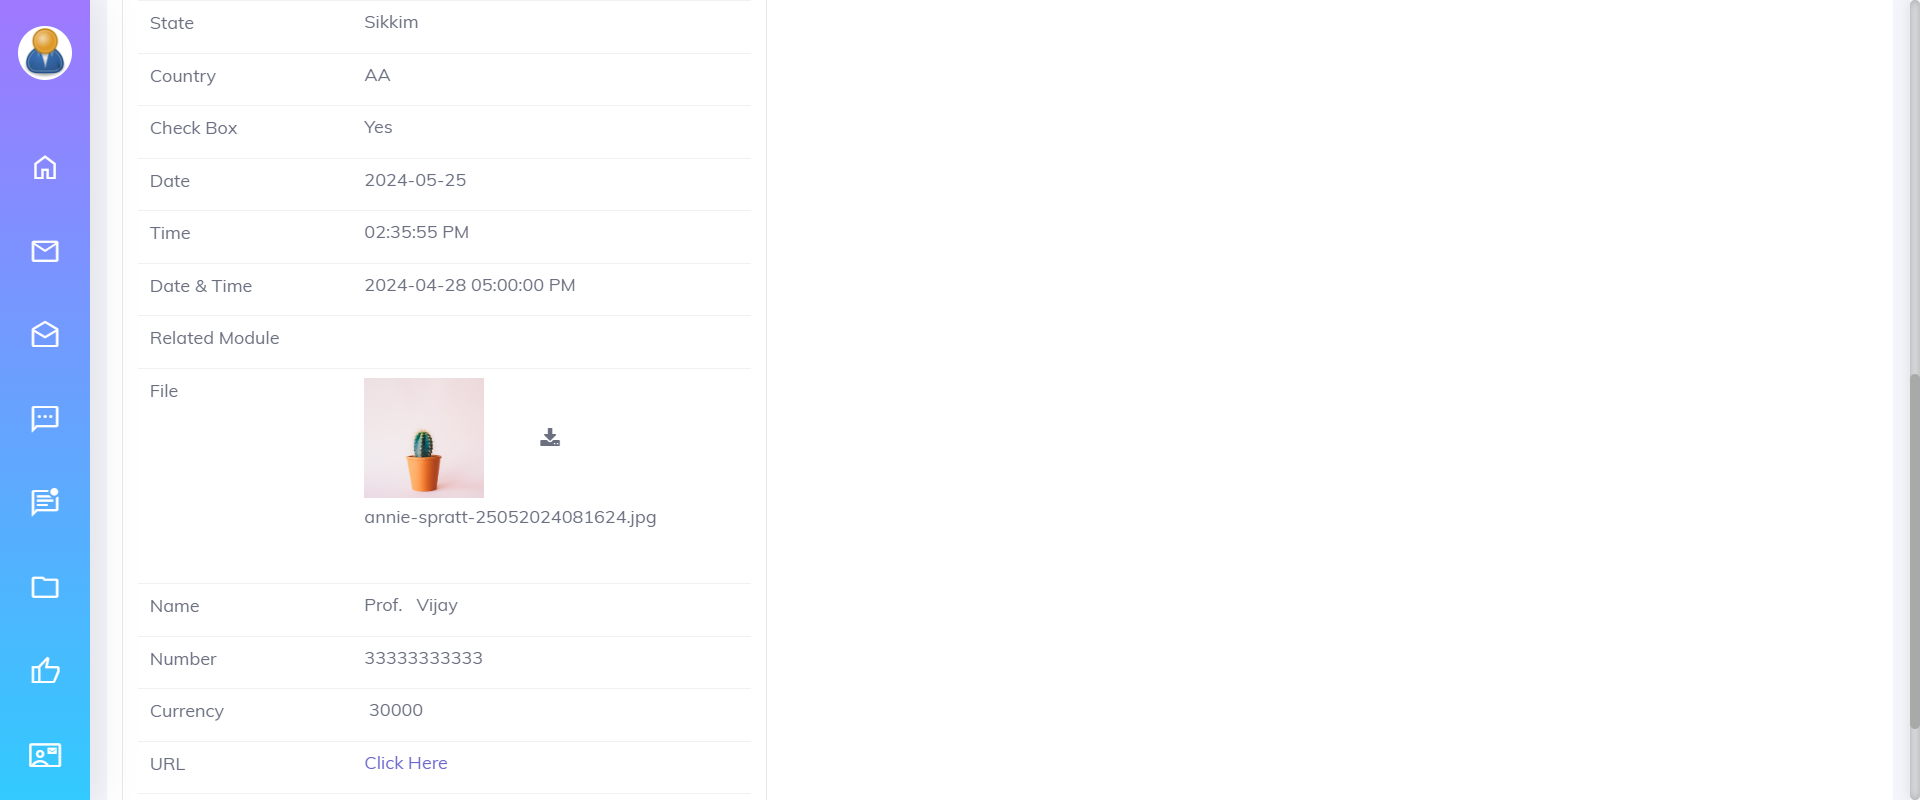 State Sikkim
Country AA
Check Box Yes
Date 2024-05-25
Time 02:35:55 PM
Date & Time 2024-04-28 05:00:00 PM
Related Module
File
annie-spratt-25052024081624.jpg
Name Prof. Vijay
Number 33333333333
Currency 30000
URL Click Here